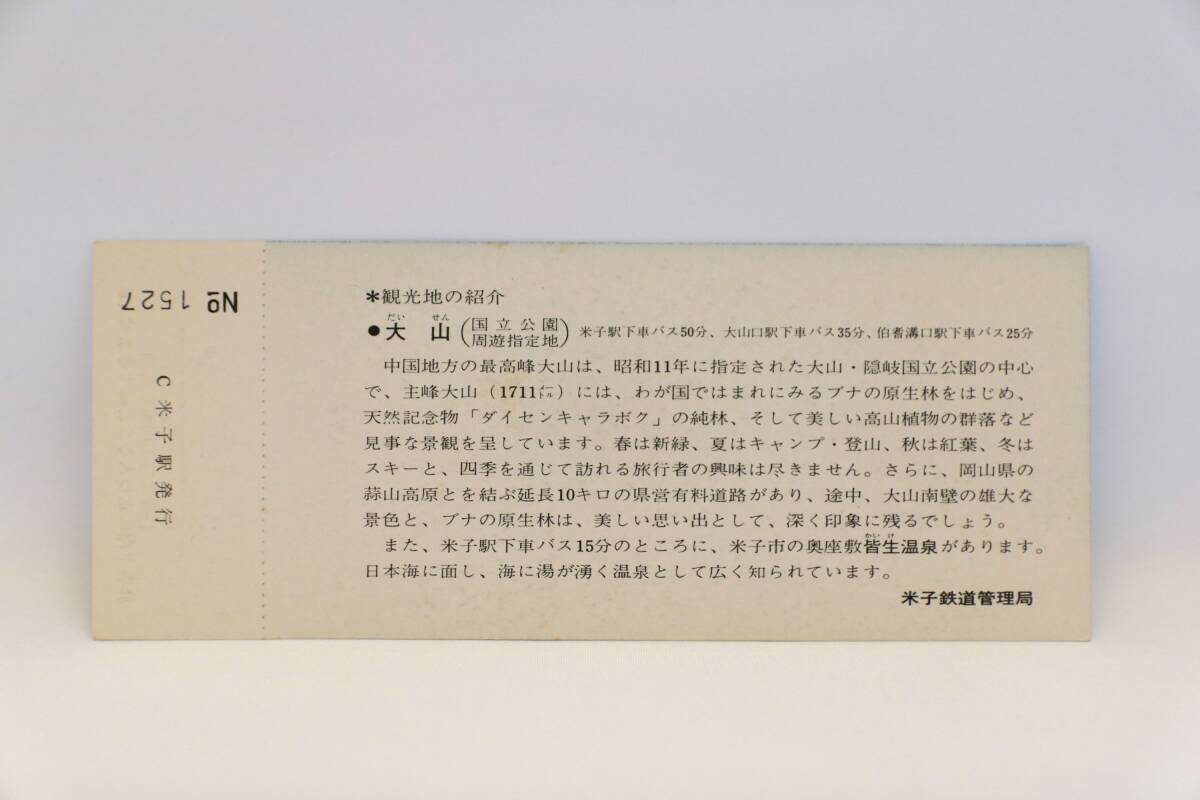 № 1527
C米子駅発行
＊観光地の紹介
●大山(国立公園周遊指定地) 米子駅下車バス50分、大山口駅下車バス35分、伯耆溝口駅下車バス25分
だいせん
中国地方の最高峰大山は、昭和11年に指定された大山・隠岐国立公園の中心
で、主峰大山（1711㍍）には、わが国ではまれにみるブナの原生林をはじめ、
天然記念物「ダイセンキャラボク」の純林、そして美しい高山植物の群落など
見事な景観を呈しています。春は新緑、夏はキャンプ・登山、秋は紅葉、冬は
スキーと、四季を通じて訪れる旅行者の興味は尽きません。さらに、岡山県の
蒜山高原とを結ぶ延長10キロの県営有料道路があり、途中、大山南壁の雄大な
景色と、ブナの原生林は、美しい思い出として、深く印象に残るでしょう。
かいけ
また、米子駅下車バス15分のところに、米子市の奥座敷皆生温泉があります。
日本海に面し、海に湯が湧く温泉として広く知られています。
米子鉄道管理局